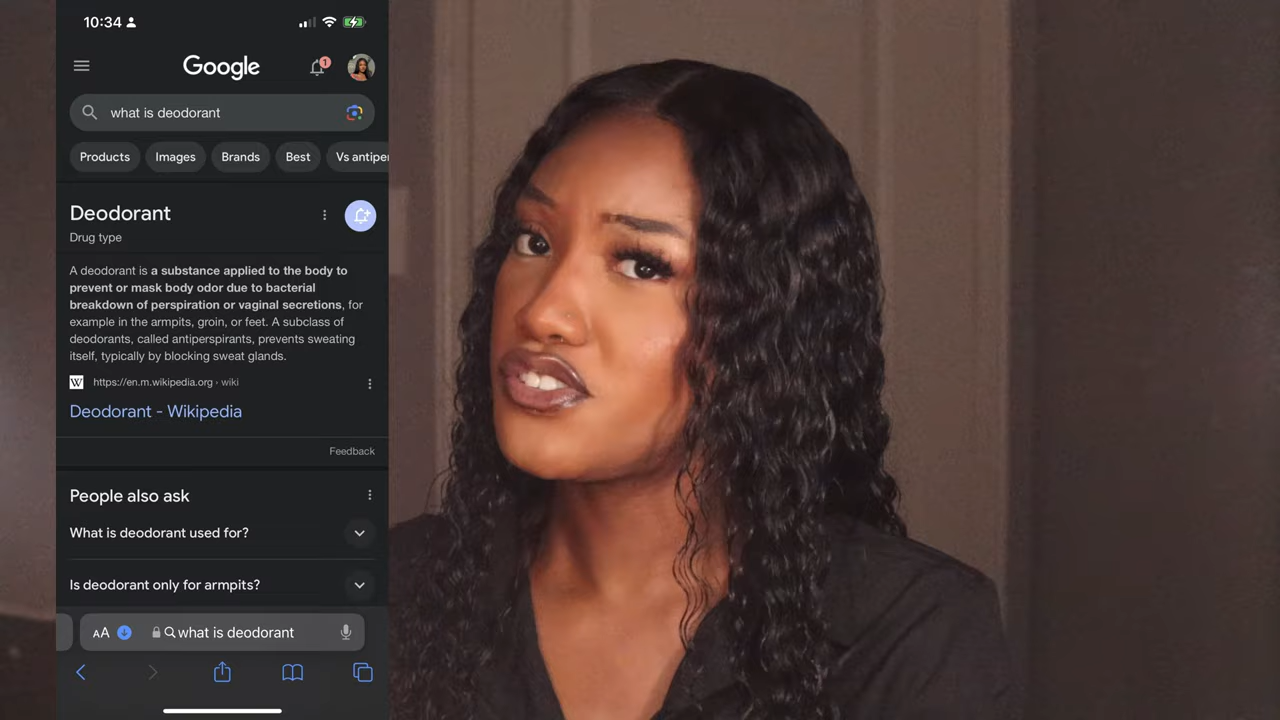 10:34
Google
1
what is deodorant
Products Images Brands Best Vs antiper
Deodorant
Drug type
A deodorant is a substance applied to the body to
prevent or mask body odor due to bacterial
breakdown of perspiration or vaginal secretions, for
example in the armpits, groin, or feet. A subclass of
deodorants, called antiperspirants, prevents sweating
itself, typically by blocking sweat glands.
W https://en.m.wikipedia.org › wiki
Deodorant - Wikipedia
Feedback
People also ask
What is deodorant used for?
Is deodorant only for armpits?
AA what is deodorant